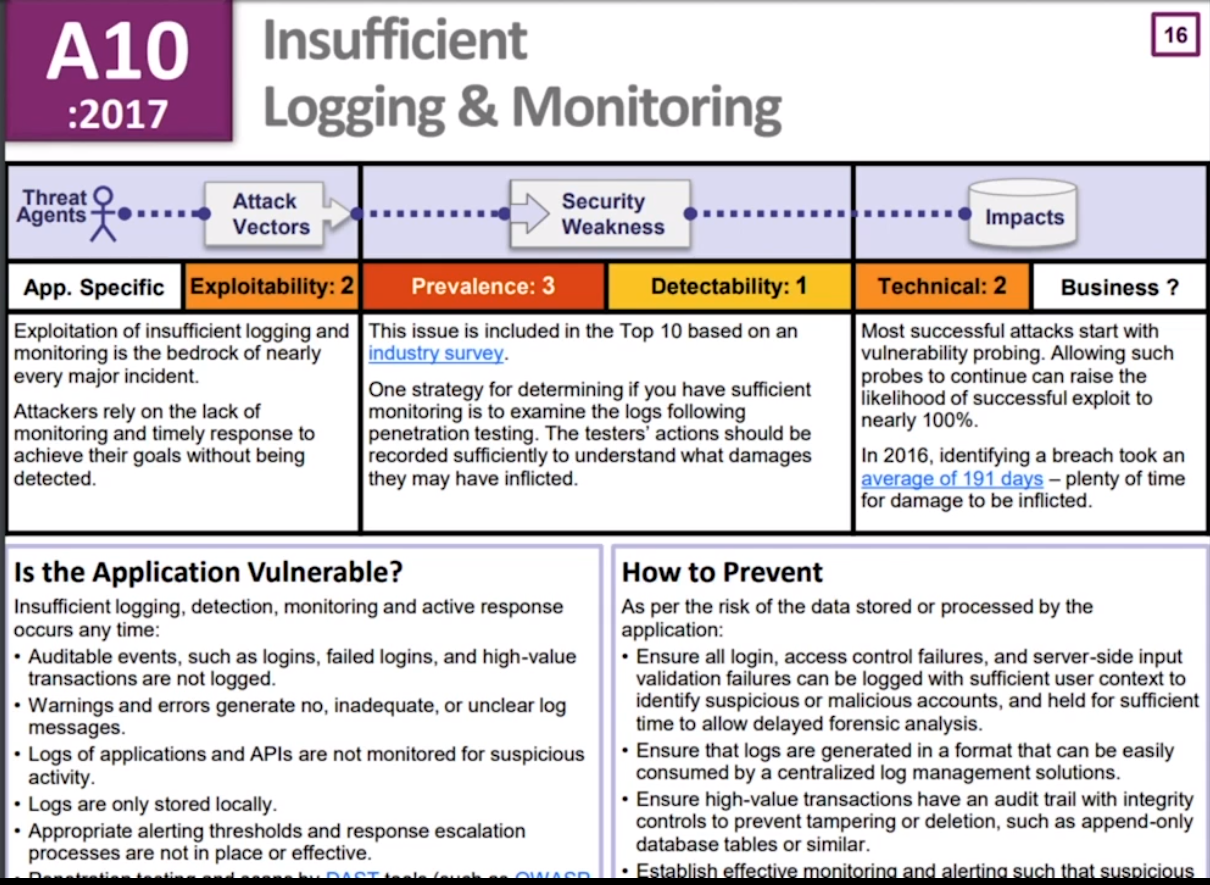 A10
:2017
Insufficient
Logging & Monitoring
16
Threat
Agents
Attack
Vectors
Security
Weakness
Impacts
App. Specific
Exploitability: 2
Prevalence: 3
Detectability: 1
Technical: 2
Business ?
Exploitation of insufficient logging and
monitoring is the bedrock of nearly
every major incident.
Attackers rely on the lack of
monitoring and timely response to
achieve their goals without being
detected.
This issue is included in the Top 10 based on an
industry survey.
One strategy for determining if you have sufficient
monitoring is to examine the logs following
penetration testing. The testers' actions should be
recorded sufficiently to understand what damages
they may have inflicted.
Most successful attacks start with
vulnerability probing. Allowing such
probes to continue can raise the
likelihood of successful exploit to
nearly 100%.
In 2016, identifying a breach took an
average of 191 days – plenty of time
for damage to be inflicted.
Is the Application Vulnerable?
Insufficient logging, detection, monitoring and active response
occurs any time:
• Auditable events, such as logins, failed logins, and high-value
transactions are not logged.
• Warnings and errors generate no, inadequate, or unclear log
messages.
• Logs of applications and APIs are not monitored for suspicious
activity.
• Logs are only stored locally.
• Appropriate alerting thresholds and response escalation
processes are not in place or effective.
• Penetration testing and scans by DAST tools (such as OWASP
How to Prevent
As per the risk of the data stored or processed by the
application:
• Ensure all login, access control failures, and server-side input
validation failures can be logged with sufficient user context to
identify suspicious or malicious accounts, and held for sufficient
time to allow delayed forensic analysis.
• Ensure that logs are generated in a format that can be easily
consumed by a centralized log management solutions.
• Ensure high-value transactions have an audit trail with integrity
controls to prevent tampering or deletion, such as append-only
database tables or similar.
• Establish effective monitoring and alerting such that suspicious